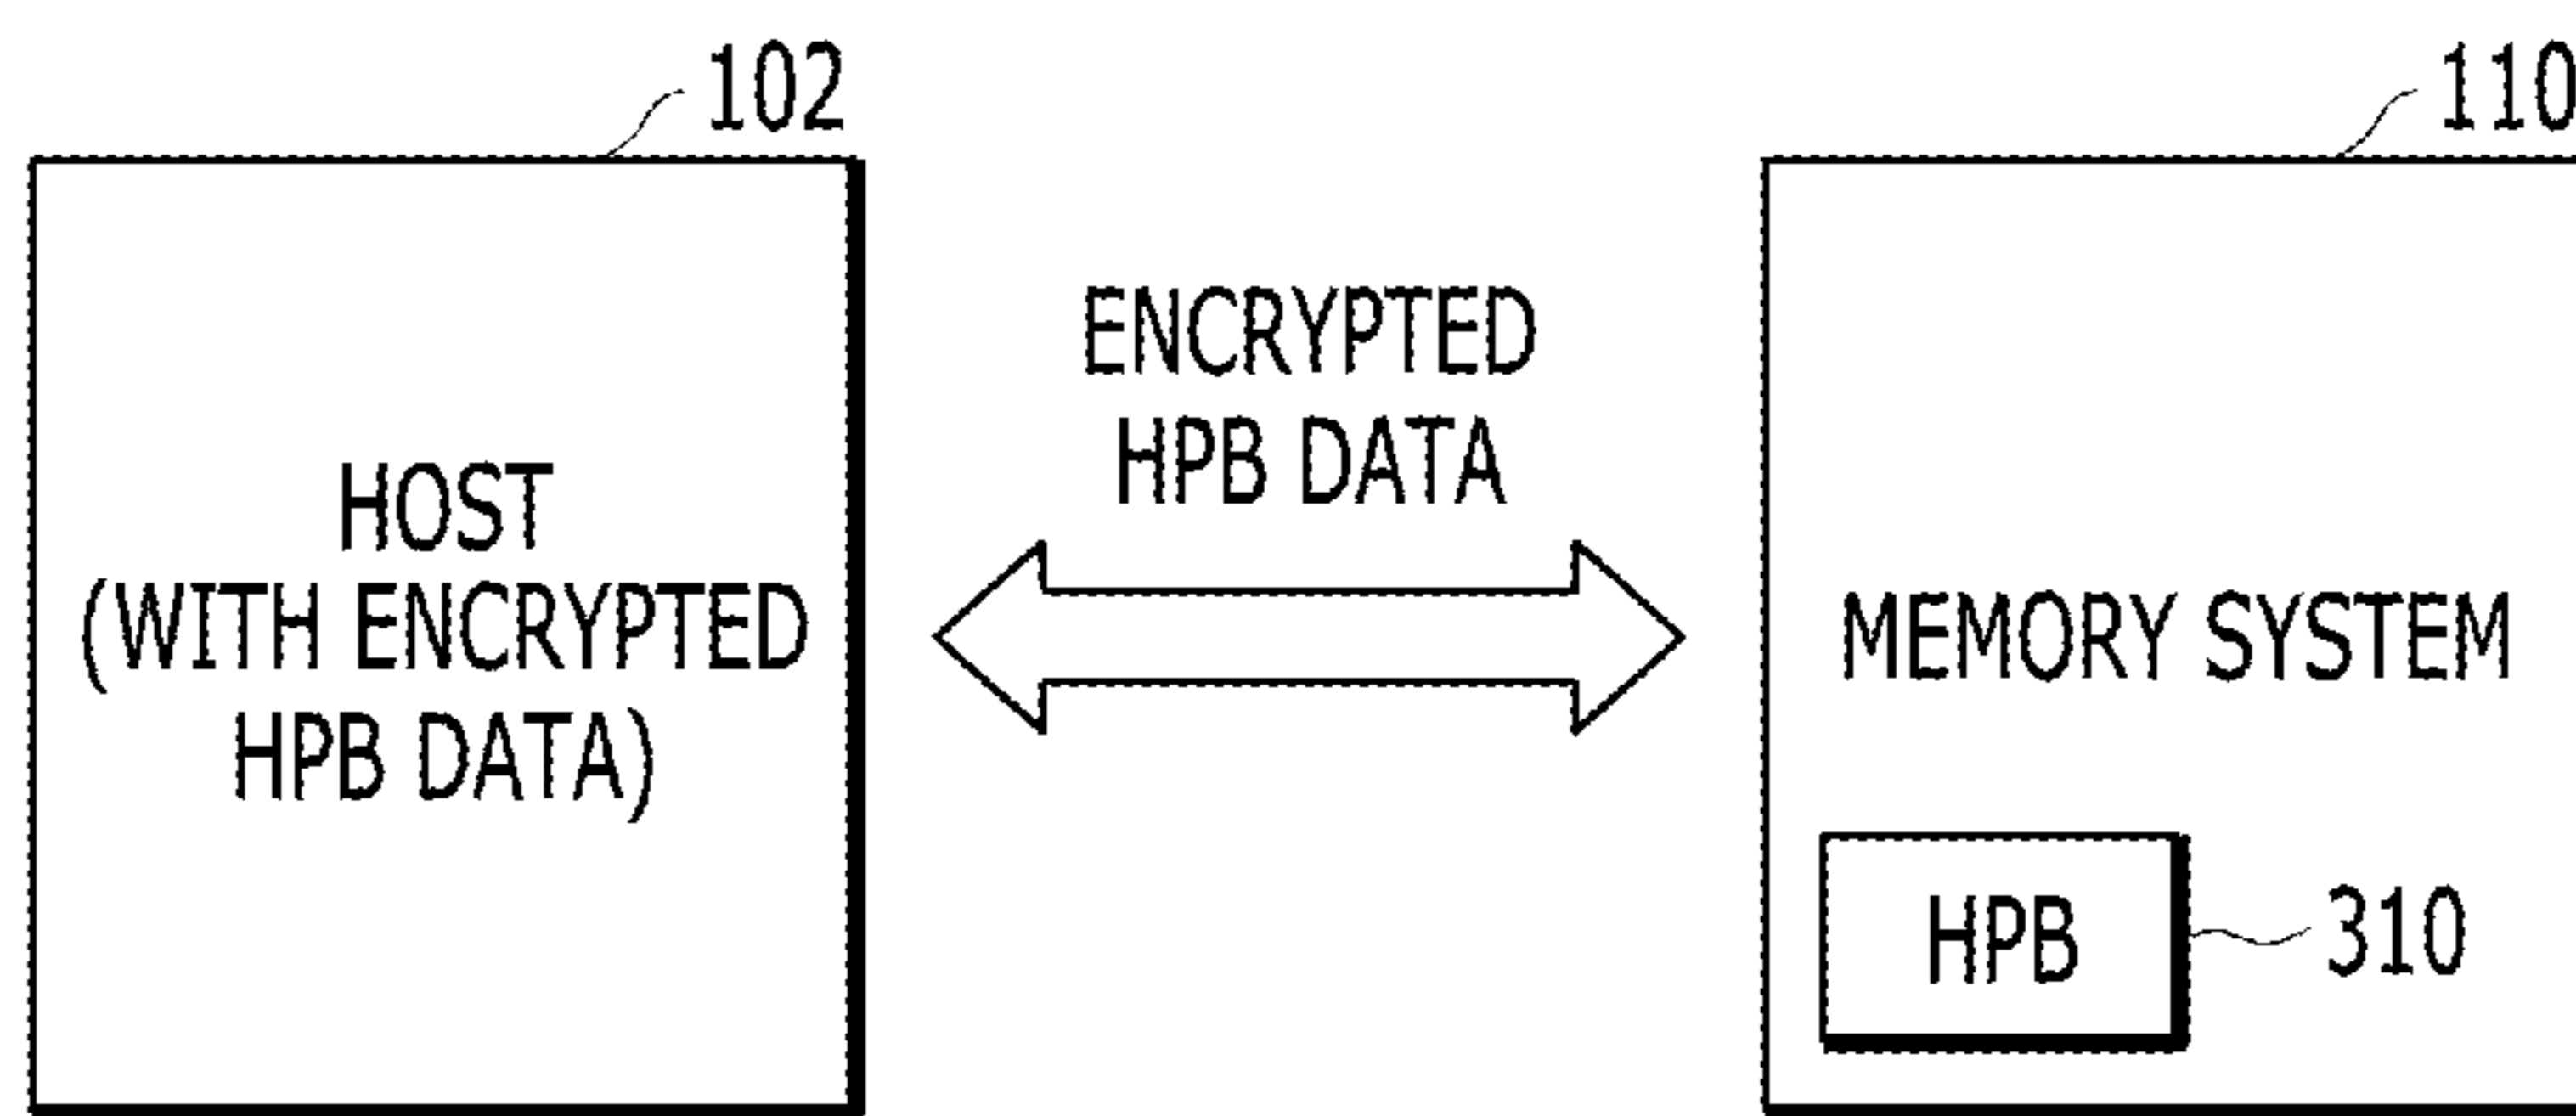 102
110
ENCRYPTED
HPB DATA
HOST
(WITH ENCRYPTED
HPB DATA)
MEMORY SYSTEM
HPB
310